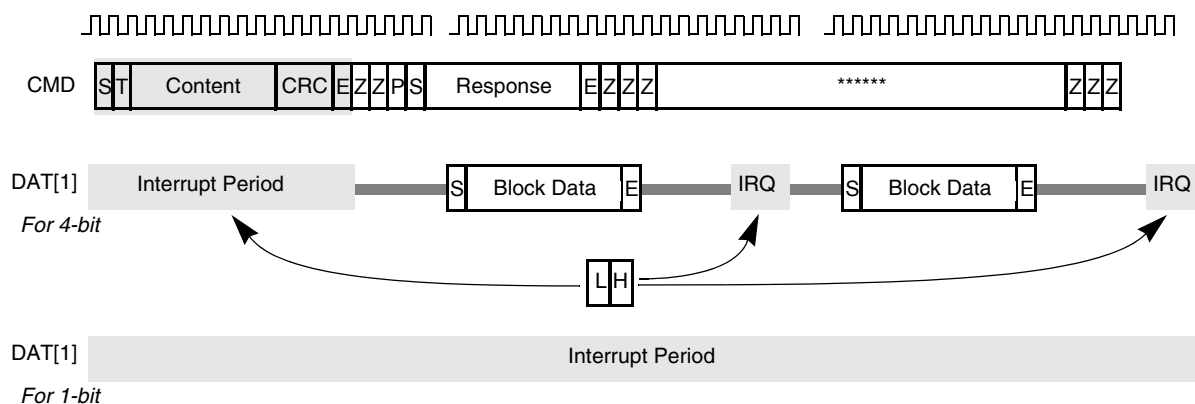 CMD S T Content CRC E Z Z P S Response E Z Z Z ****** Z Z Z
DAT[1] Interrupt Period S Block Data E IRQ S Block Data E IRQ
For 4-bit
L H
DAT[1] Interrupt Period
For 1-bit